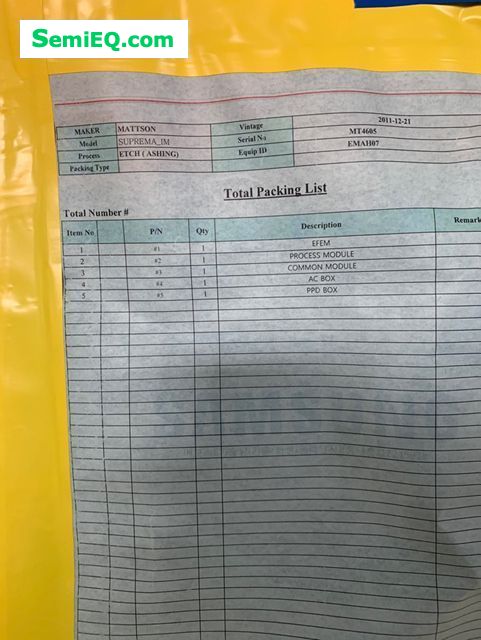 SemiEQ.com
MAKER MATTSON Vintage 2011-12-21
Model SUPREMA_IM Serial No MT4605
Process ETCH ( ASHING) Equip ID EMAH07
Packing Type
Total Packing List
Total Number #
Item No P/N Qty Description Remark
1 #1 1 EFEM
2 #2 1 PROCESS MODULE
3 #3 1 COMMON MODULE
4 #4 1 AC BOX
5 #5 1 PPD BOX